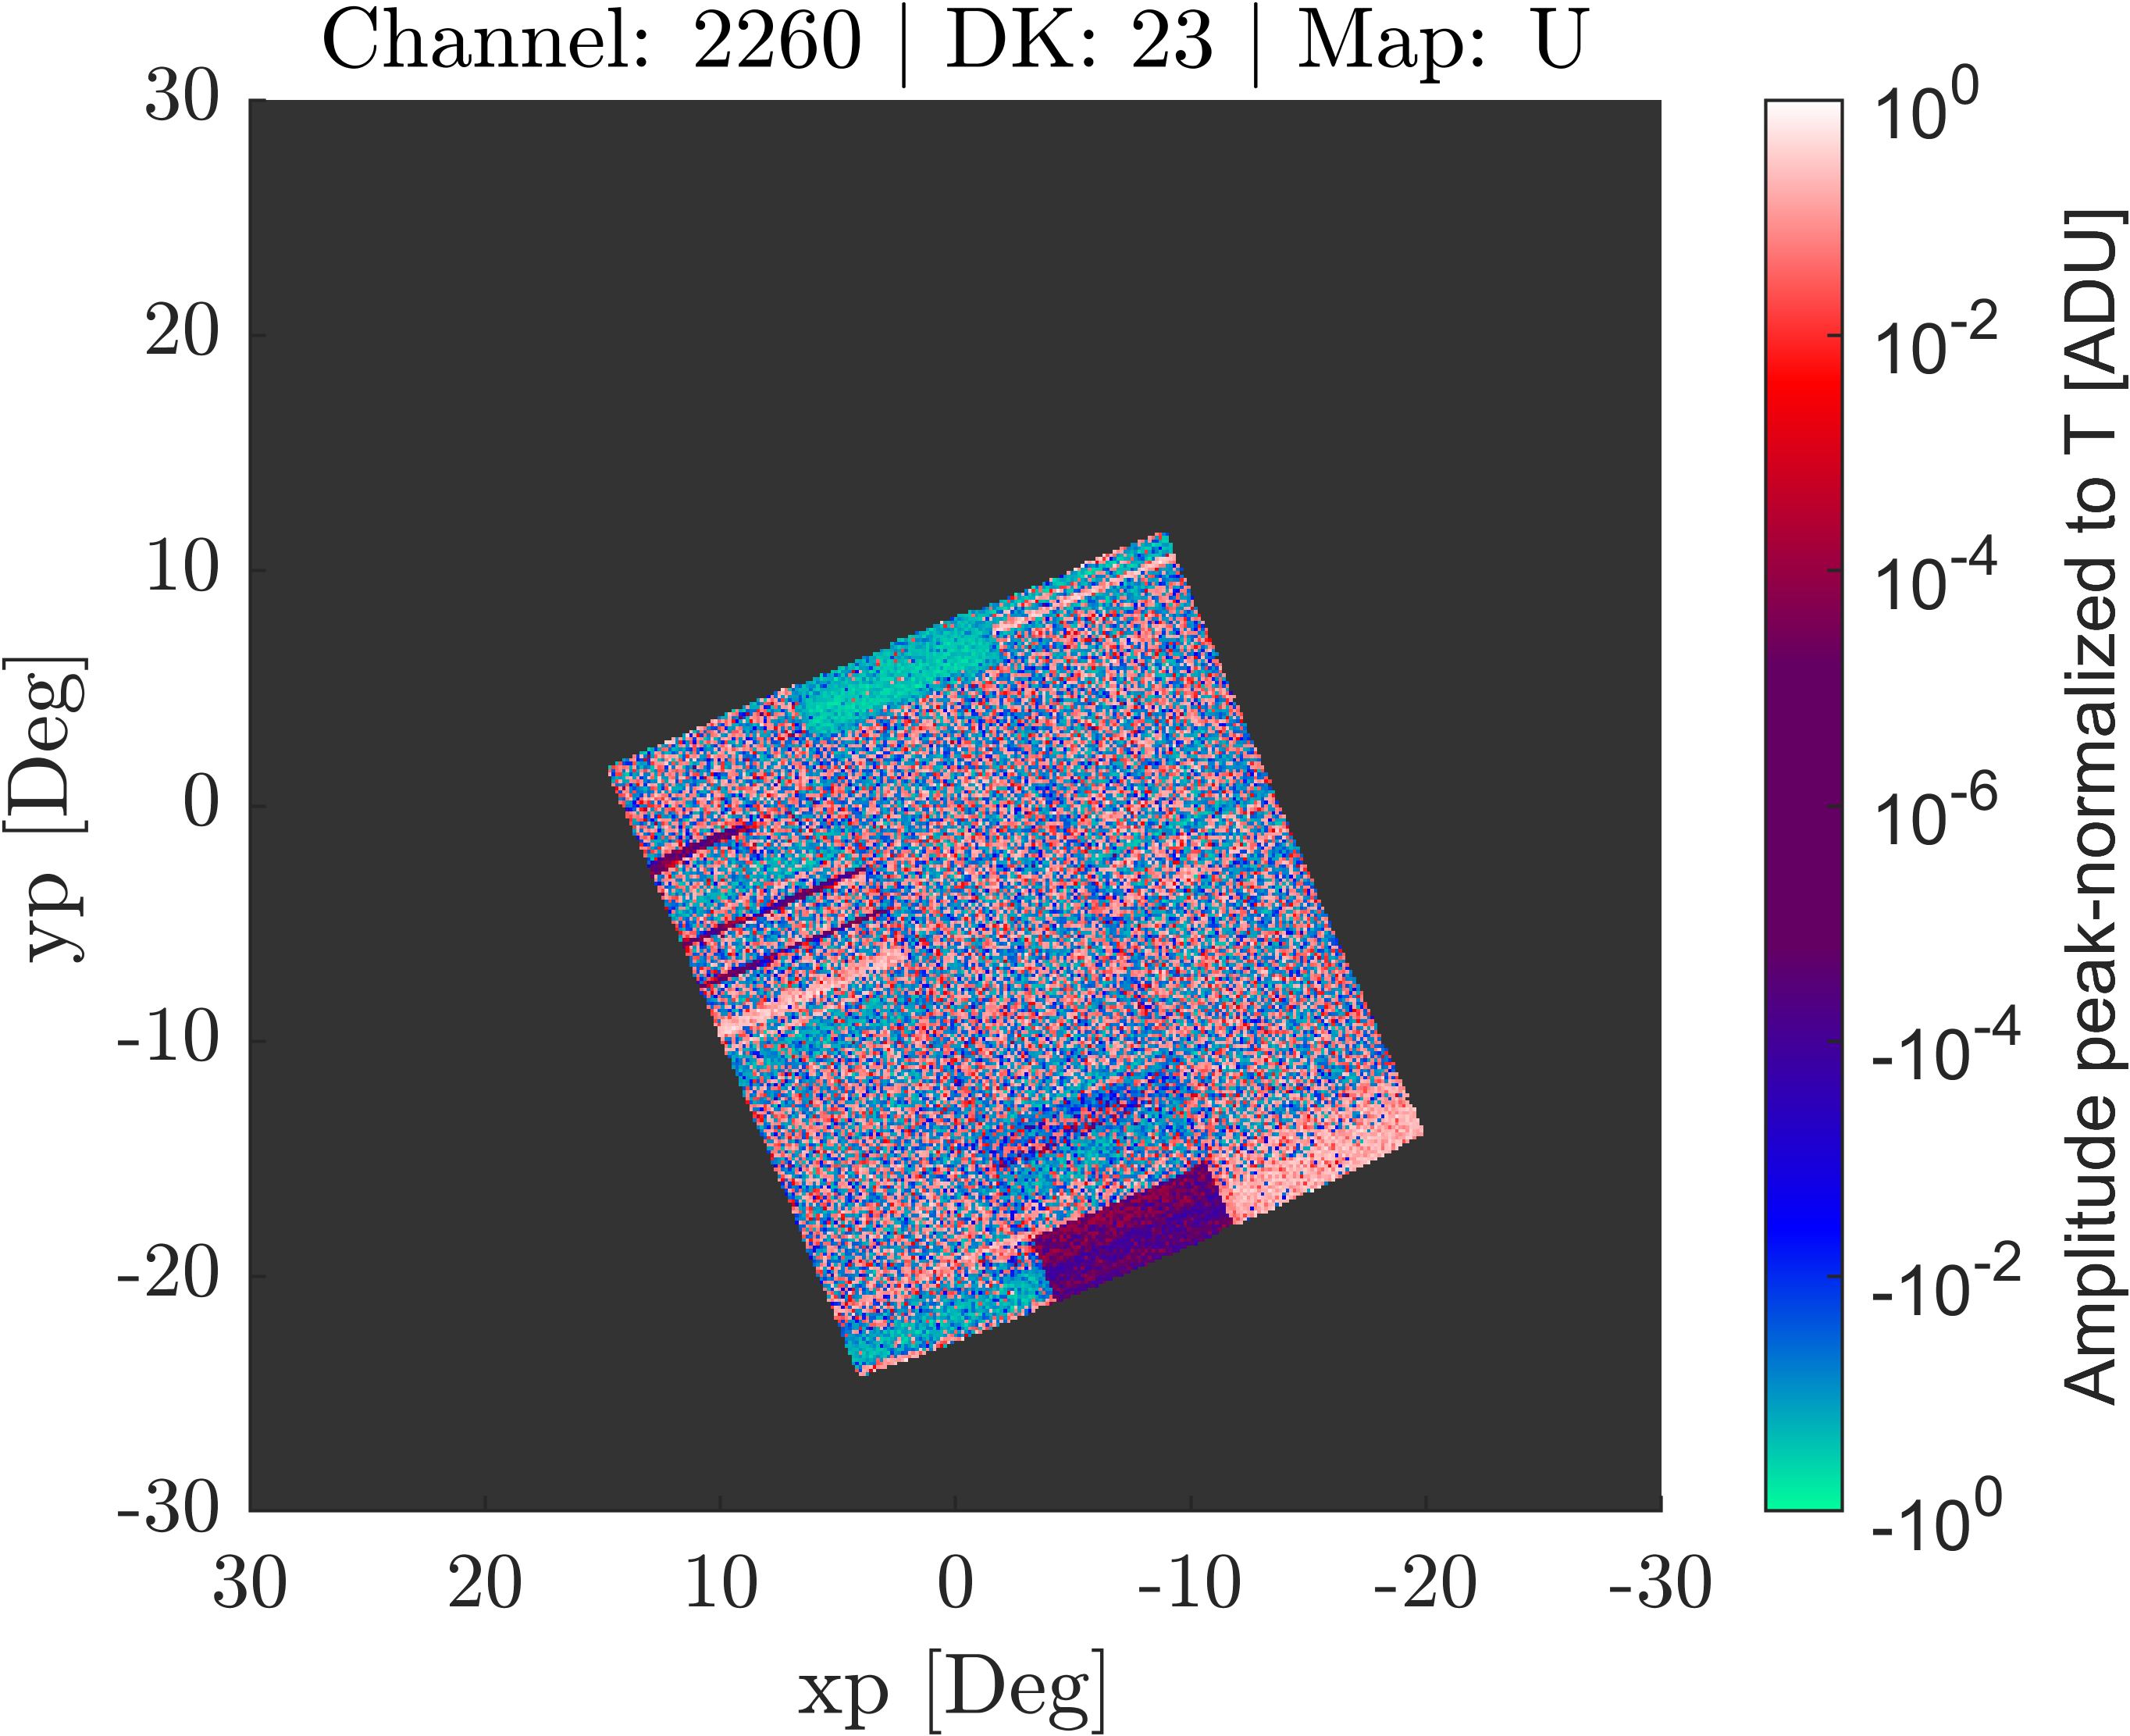 Channel: 2260 | DK: 23 | Map: U
30
20
10
0
-10
-20
-30
30 20 10 0 -10 -20 -30
xp [Deg]
yp [Deg]
10^0
10^-2
10^-4
10^-6
-10^-4
-10^-2
-10^0
Amplitude peak-normalized to T [ADU]